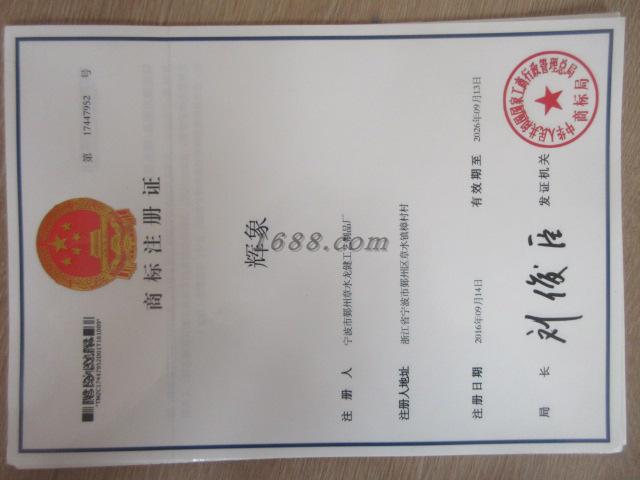 第 17447952 号
商标注册证
辉象
1688.com
注册人 宁波市鄞州章水龙健工艺制品厂
注册人地址 浙江省宁波市鄞州区章水镇樟村村
注册日期 2016年09月14日 有效期至 2026年09月13日
局长 刘俊臣 发证机关
中华人民共和国国家工商行政管理总局
商标局